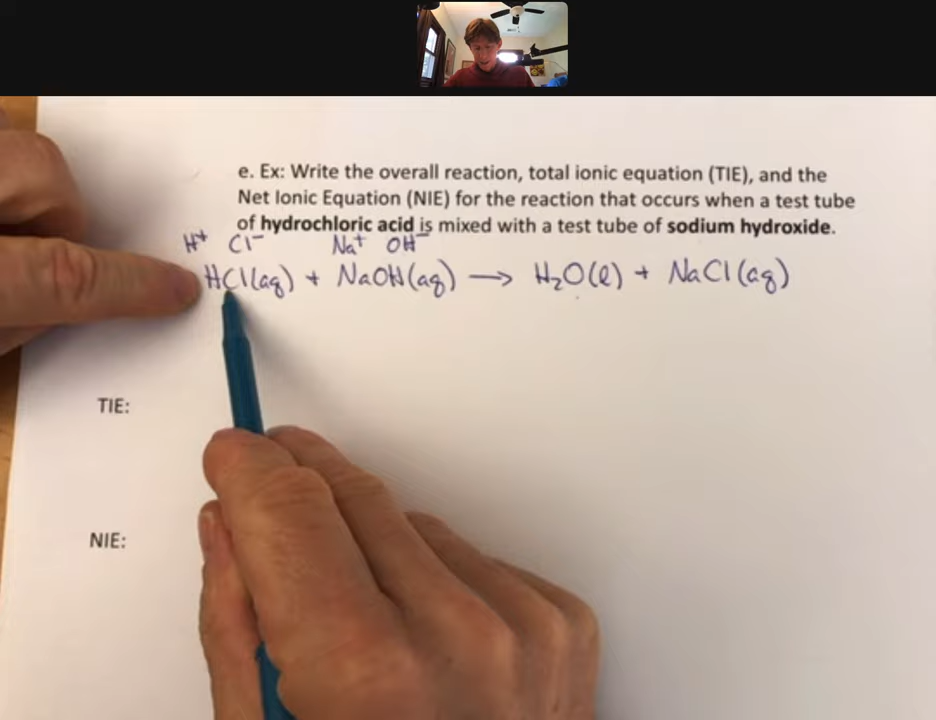 e. Ex: Write the overall reaction, total ionic equation (TIE), and the
Net Ionic Equation (NIE) for the reaction that occurs when a test tube
of hydrochloric acid is mixed with a test tube of sodium hydroxide.
H⁺ Cl⁻ Na⁺ OH⁻
HCl(aq) + NaOH(aq) → H₂O(l) + NaCl(aq)
TIE:
NIE: